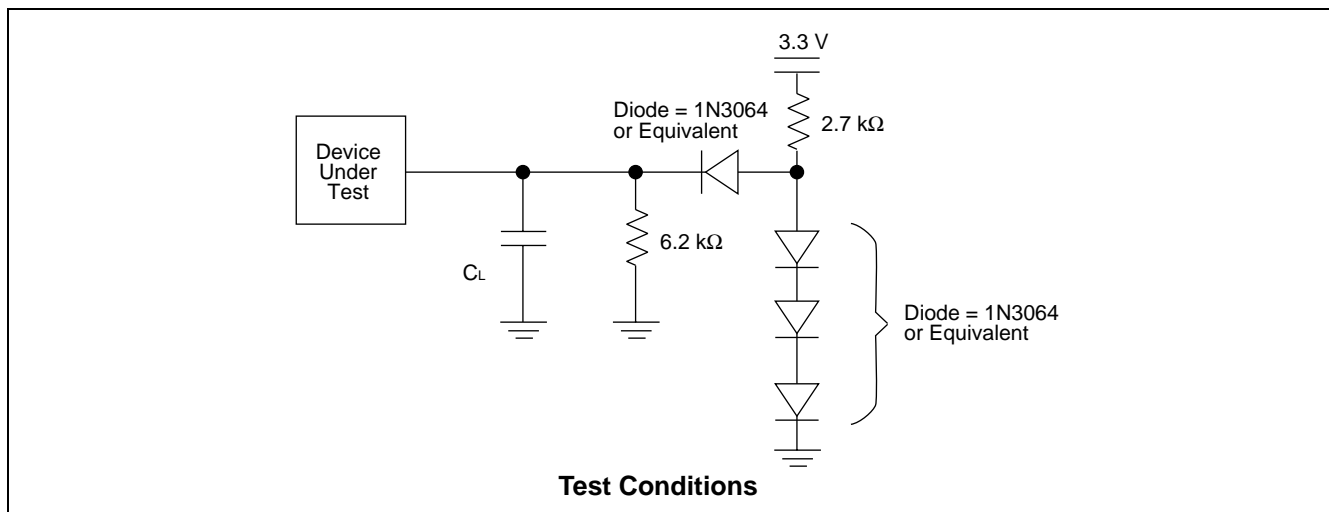 3.3 V
Diode = 1N3064
or Equivalent
2.7 kΩ
Device
Under
Test
6.2 kΩ
CL
Diode = 1N3064
or Equivalent
Test Conditions